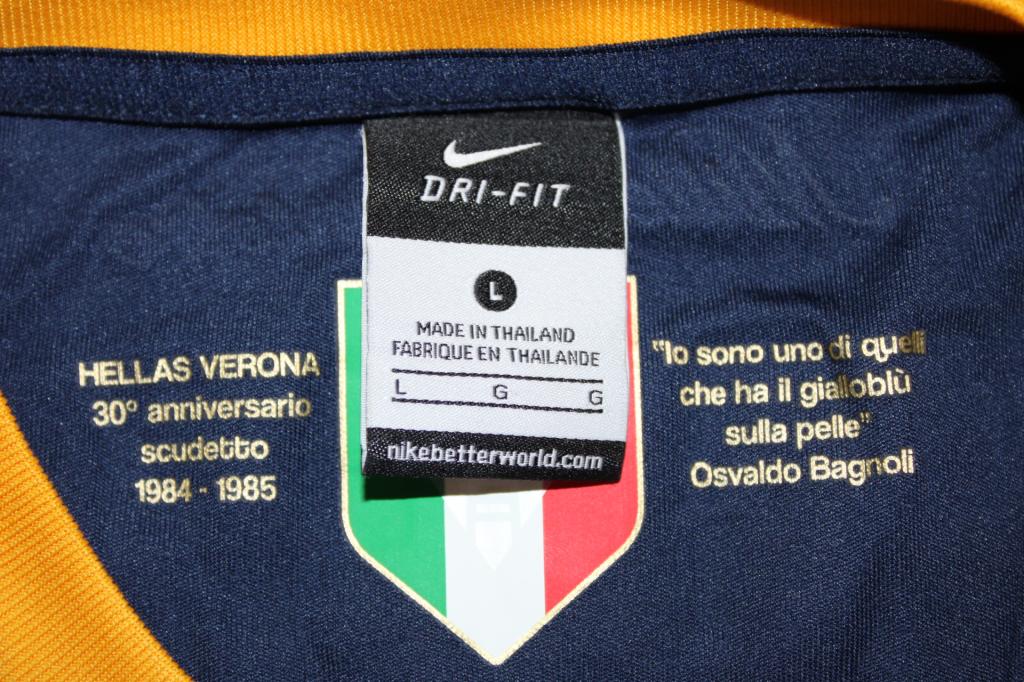 DRI-FIT
L
MADE IN THAILAND
FABRIQUE EN THAILANDE
L G G
nikebetterworld.com
HELLAS VERONA
30° anniversario
scudetto
1984 - 1985
"Io sono uno di quelli
che ha il gialloblù
sulla pelle"
Osvaldo Bagnoli